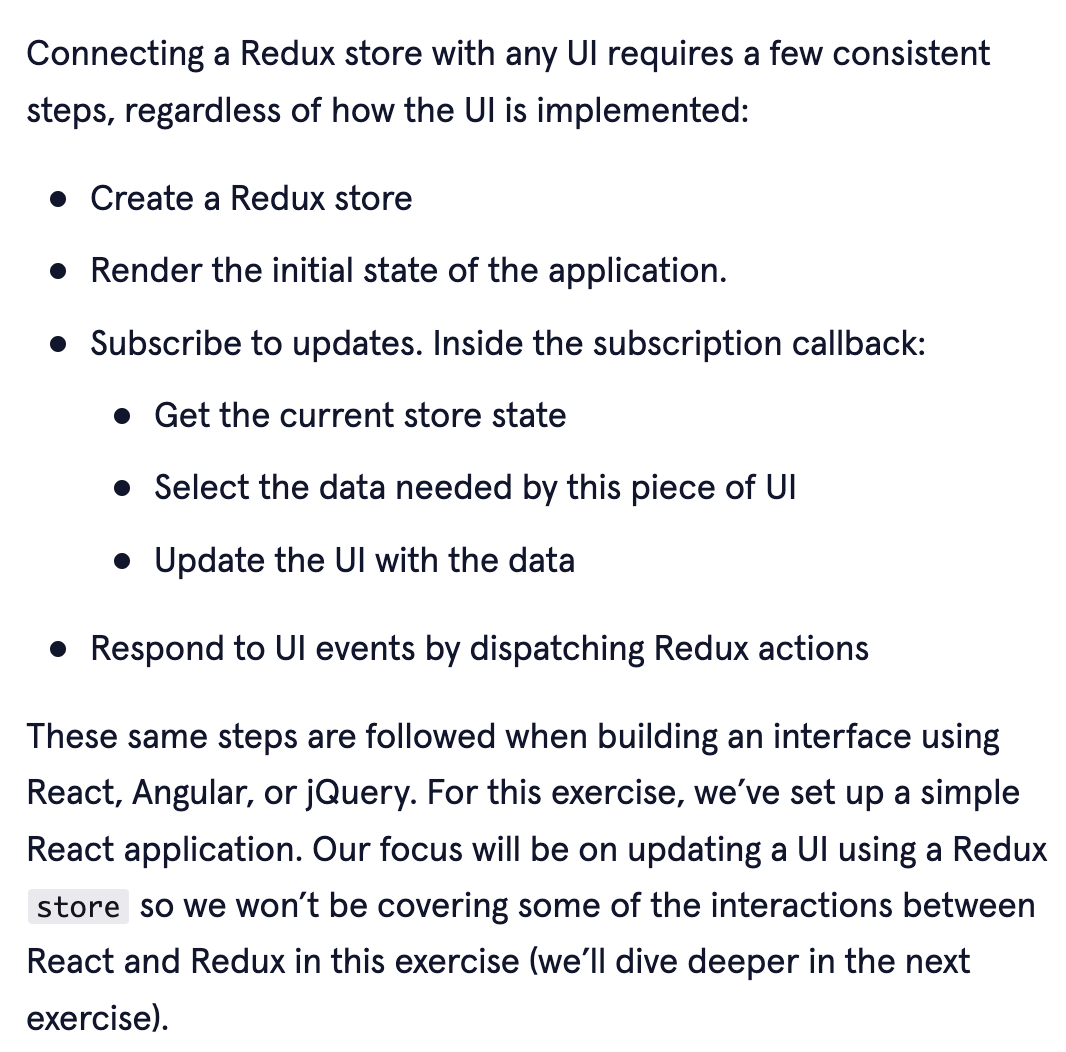 Connecting a Redux store with any UI requires a few consistent
steps, regardless of how the UI is implemented:
● Create a Redux store
● Render the initial state of the application.
● Subscribe to updates. Inside the subscription callback:
● Get the current store state
● Select the data needed by this piece of UI
● Update the UI with the data
● Respond to UI events by dispatching Redux actions
These same steps are followed when building an interface using
React, Angular, or jQuery. For this exercise, we’ve set up a simple
React application. Our focus will be on updating a UI using a Redux
store so we won’t be covering some of the interactions between
React and Redux in this exercise (we’ll dive deeper in the next
exercise).